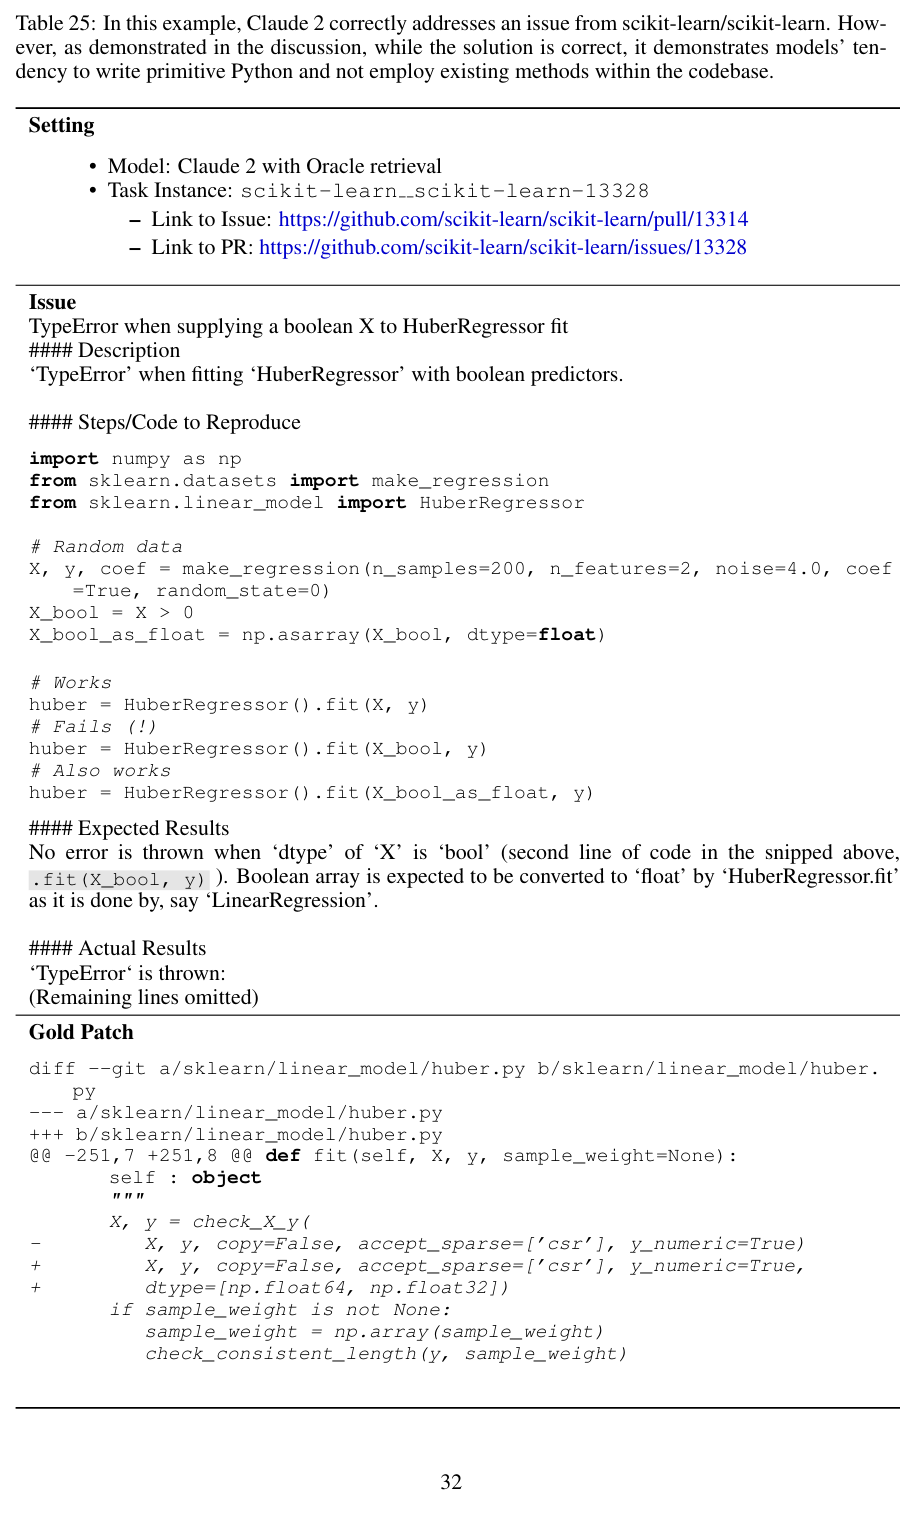 Table 25: In this example, Claude 2 correctly addresses an issue from scikit-learn/scikit-learn. How-
ever, as demonstrated in the discussion, while the solution is correct, it demonstrates models' ten-
dency to write primitive Python and not employ existing methods within the codebase.
Setting
• Model: Claude 2 with Oracle retrieval
• Task Instance: scikit-learn__scikit-learn-13328
– Link to Issue: https://github.com/scikit-learn/scikit-learn/pull/13314
– Link to PR: https://github.com/scikit-learn/scikit-learn/issues/13328
Issue
TypeError when supplying a boolean X to HuberRegressor fit
#### Description
‘TypeError’ when fitting ‘HuberRegressor’ with boolean predictors.
#### Steps/Code to Reproduce
import numpy as np
from sklearn.datasets import make_regression
from sklearn.linear_model import HuberRegressor
# Random data
X, y, coef = make_regression(n_samples=200, n_features=2, noise=4.0, coef
=True, random_state=0)
X_bool = X > 0
X_bool_as_float = np.asarray(X_bool, dtype=float)
# Works
huber = HuberRegressor().fit(X, y)
# Fails (!)
huber = HuberRegressor().fit(X_bool, y)
# Also works
huber = HuberRegressor().fit(X_bool_as_float, y)
#### Expected Results
No error is thrown when ‘dtype’ of ‘X’ is ‘bool’ (second line of code in the snipped above,
.fit(X_bool, y) ). Boolean array is expected to be converted to ‘float’ by ‘HuberRegressor.fit’
as it is done by, say ‘LinearRegression’.
#### Actual Results
‘TypeError‘ is thrown:
(Remaining lines omitted)
Gold Patch
diff --git a/sklearn/linear_model/huber.py b/sklearn/linear_model/huber.
py
--- a/sklearn/linear_model/huber.py
+++ b/sklearn/linear_model/huber.py
@@ -251,7 +251,8 @@ def fit(self, X, y, sample_weight=None):
self : object
"""
X, y = check_X_y(
- X, y, copy=False, accept_sparse=['csr'], y_numeric=True)
+ X, y, copy=False, accept_sparse=['csr'], y_numeric=True,
+ dtype=[np.float64, np.float32])
if sample_weight is not None:
sample_weight = np.array(sample_weight)
check_consistent_length(y, sample_weight)
32